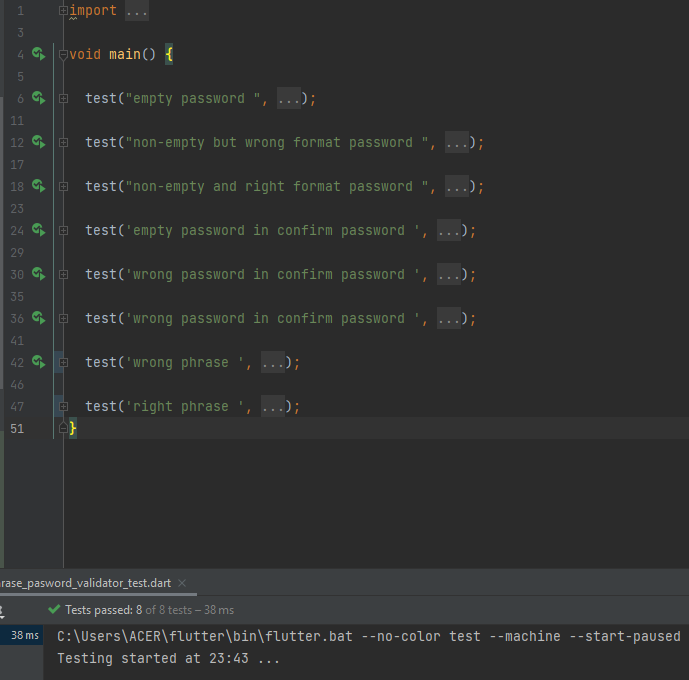 1 import ...
3
4 void main() {
5
6 test("empty password ", ...);
11
12 test("non-empty but wrong format password ", ...);
17
18 test("non-empty and right format password ", ...);
23
24 test('empty password in confirm password ', ...);
29
30 test('wrong password in confirm password ', ...);
35
36 test('wrong password in confirm password ', ...);
41
42 test('wrong phrase ', ...);
46
47 test('right phrase ', ...);
51 }
rase_pasword_validator_test.dart ×
Tests passed: 8 of 8 tests – 38 ms
38 ms C:\Users\ACER\flutter\bin\flutter.bat --no-color test --machine --start-paused
Testing started at 23:43 ...